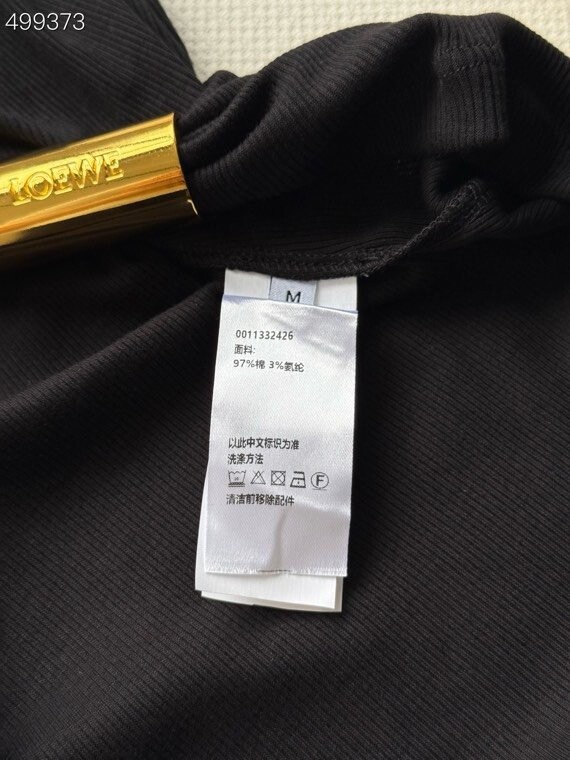 499373
LOEWE
M
0011332426
面料:
97%棉 3%氨纶
以此中文标识为准
洗涤方法
F
清洁前移除配件